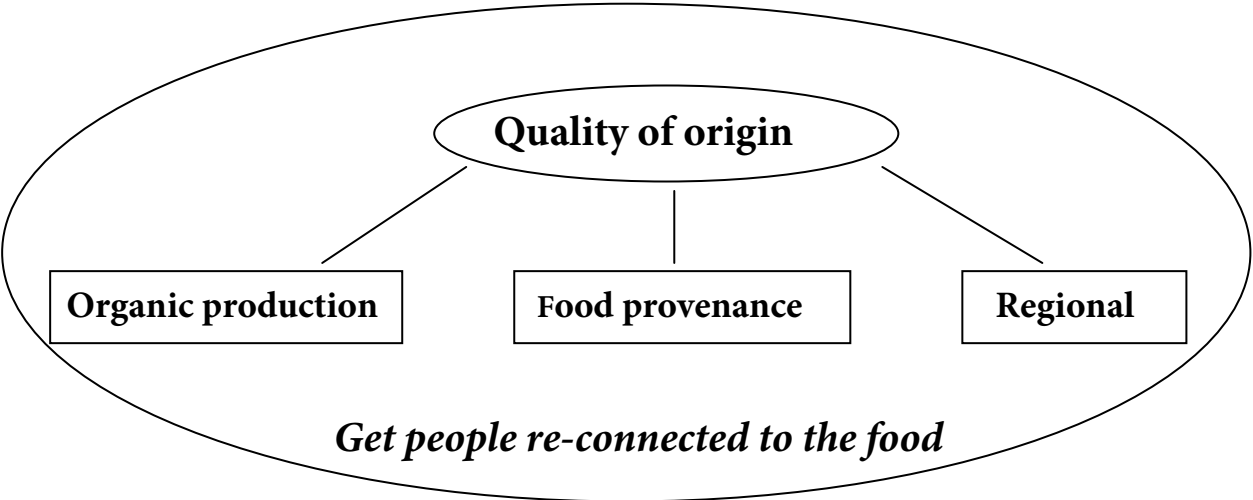 Quality of origin
Organic production
Food provenance
Regional
Get people re-connected to the food